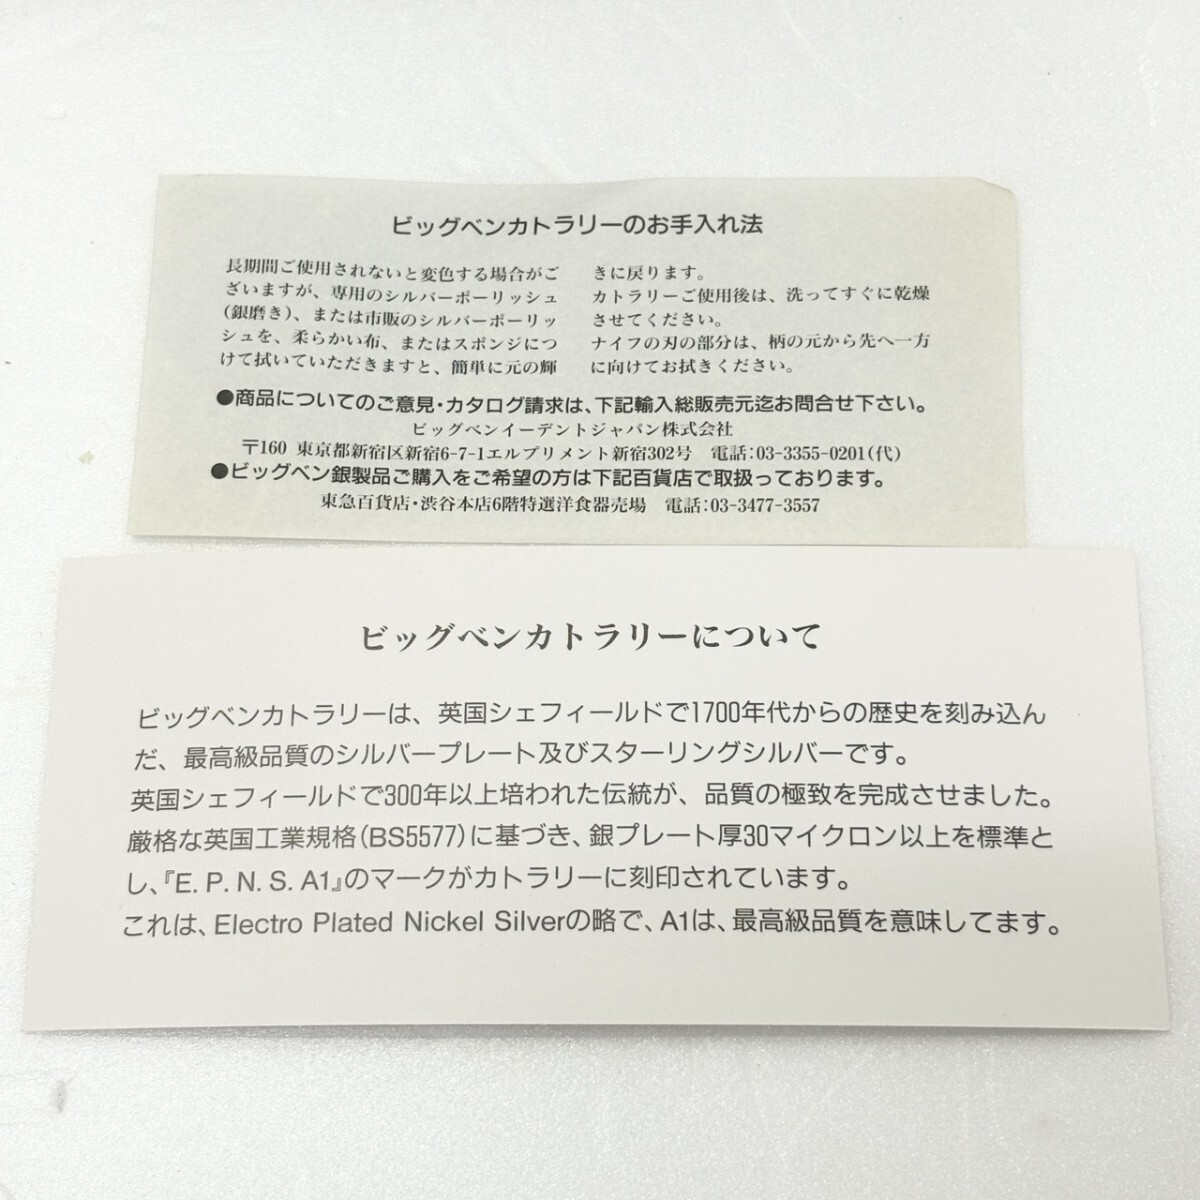 ビッグベンカトラリーのお手入れ法
長期間ご使用されないと変色する場合がご
ざいますが、専用のシルバーポーリッシュ
(銀磨き)、または市販のシルバーポーリッ
シュを、柔らかい布、またはスポンジにつ
けて拭いていただきますと、簡単に元の輝
きに戻ります。
カトラリーご使用後は、洗ってすぐに乾燥
させてください。
ナイフの刃の部分は、柄の元から先へ一方
に向けてお拭きください。
●商品についてのご意見・カタログ請求は、下記輸入総販売元迄お問合せ下さい。
ビッグベンイーデントジャパン株式会社
〒160 東京都新宿区新宿6-7-1エルプリメント新宿302号 電話:03-3355-0201(代)
●ビッグベン銀製品ご購入をご希望の方は下記百貨店で取扱っております。
東急百貨店・渋谷本店6階特選洋食器売場 電話:03-3477-3557
ビッグベンカトラリーについて
ビッグベンカトラリーは、英国シェフィールドで1700年代からの歴史を刻み込ん
だ、最高級品質のシルバープレート及びスターリングシルバーです。
英国シェフィールドで300年以上培われた伝統が、品質の極致を完成させました。
厳格な英国工業規格(BS5577)に基づき、銀プレート厚30マイクロン以上を標準と
し、『E. P. N. S. A1』のマークがカトラリーに刻印されています。
これは、Electro Plated Nickel Silverの略で、A1は、最高級品質を意味してます。